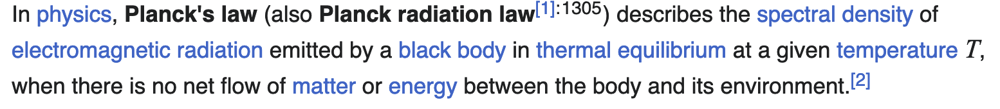 In physics, Planck's law (also Planck radiation law[1]:1305) describes the spectral density of
electromagnetic radiation emitted by a black body in thermal equilibrium at a given temperature T,
when there is no net flow of matter or energy between the body and its environment.[2]